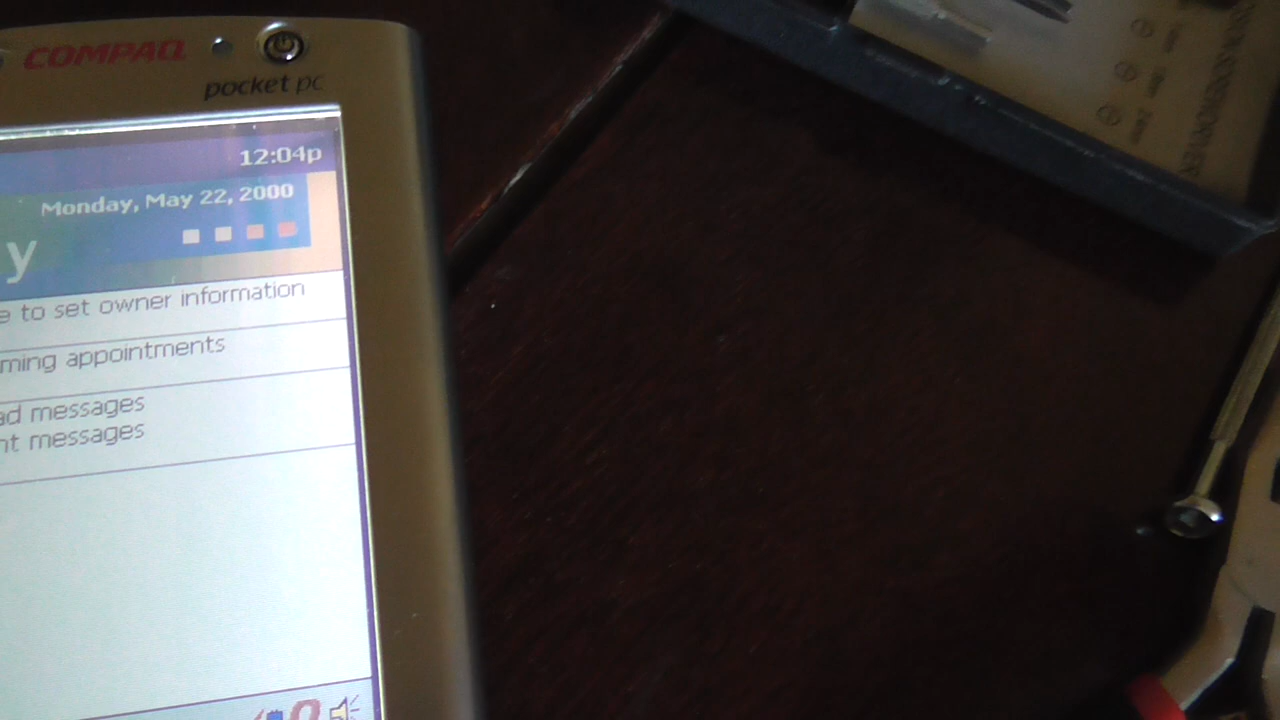 COMPAQ
pocket pc
12:04p
Monday, May 22, 2000
y
e to set owner information
ming appointments
ad messages
nt messages